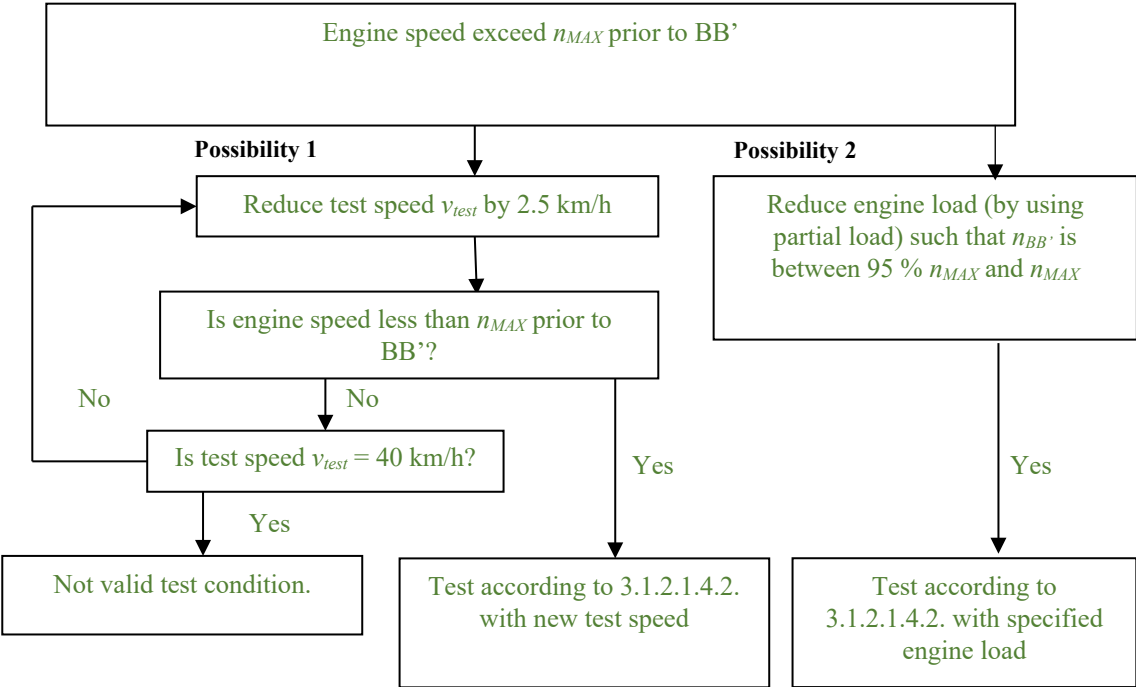 Engine speed exceed nMAX prior to BB’
Possibility 1
Possibility 2
Reduce test speed vtest by 2.5 km/h
Reduce engine load (by using
partial load) such that nBB’ is
between 95 % nMAX and nMAX
Is engine speed less than nMAX prior to
BB’?
No
No
Is test speed vtest = 40 km/h?
Yes
Yes
Yes
Not valid test condition.
Test according to 3.1.2.1.4.2.
with new test speed
Test according to
3.1.2.1.4.2. with specified
engine load